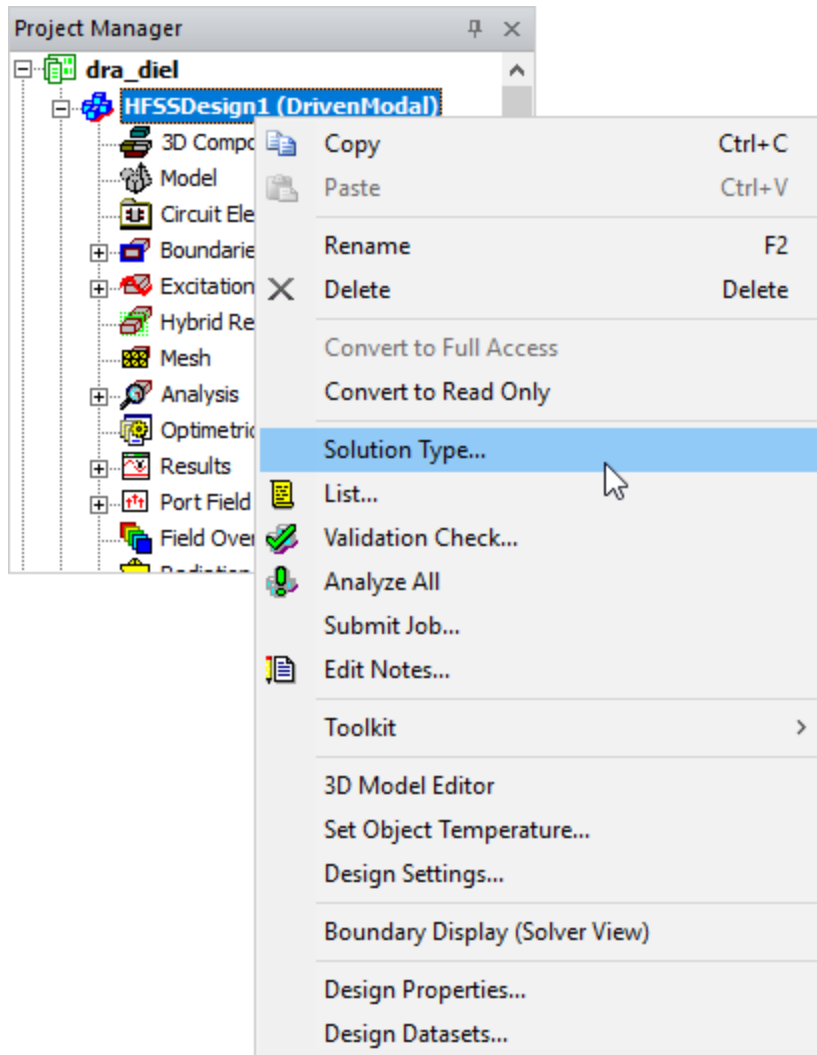 Project Manager
dra_diel
HFSSDesign1 (DrivenModal)
3D Compo
Model
Circuit Ele
Boundarie
Excitation
Hybrid Re
Mesh
Analysis
Optimetric
Results
Port Field
Field Over
Copy Ctrl+C
Paste Ctrl+V
Rename F2
Delete Delete
Convert to Full Access
Convert to Read Only
Solution Type...
List...
Validation Check...
Analyze All
Submit Job...
Edit Notes...
Toolkit
3D Model Editor
Set Object Temperature...
Design Settings...
Boundary Display (Solver View)
Design Properties...
Design Datasets...